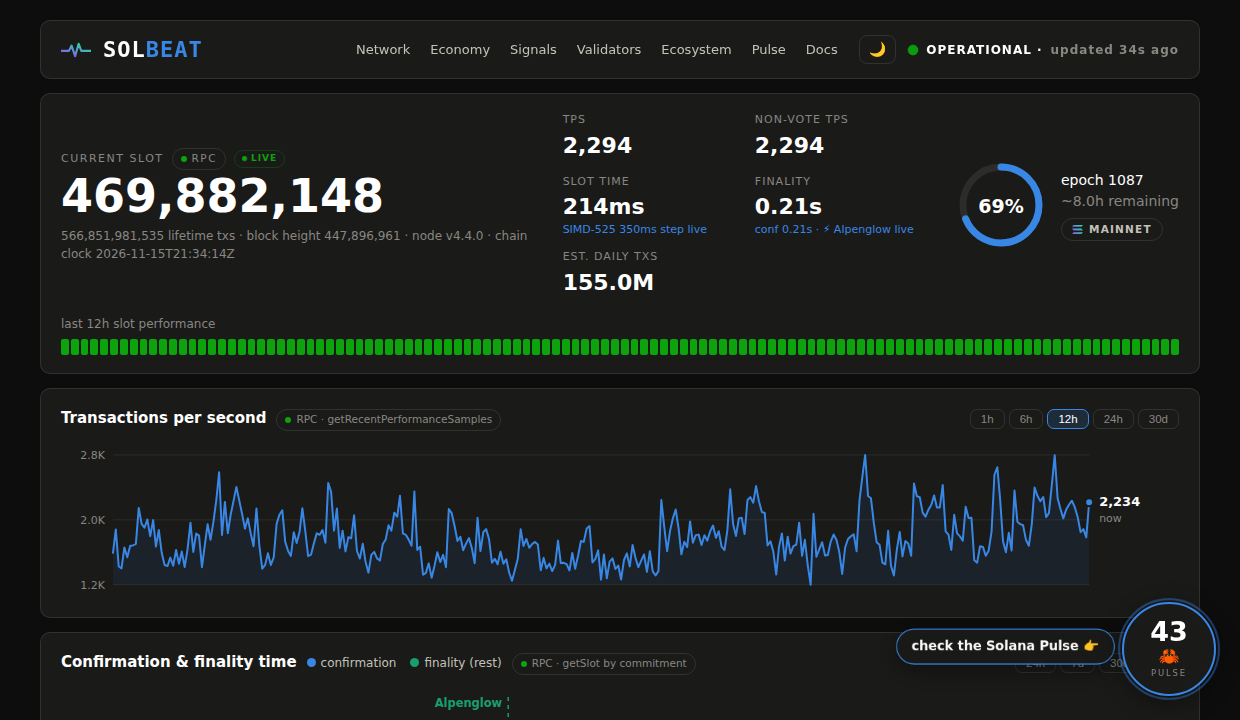 SOLBEAT
Network Economy Signals Validators Ecosystem Pulse Docs
OPERATIONAL · updated 34s ago
CURRENT SLOT RPC LIVE
469,882,148
566,851,981,535 lifetime txs · block height 447,896,961 · node v4.4.0 · chain
clock 2026-11-15T21:34:14Z
TPS
2,294
NON-VOTE TPS
2,294
SLOT TIME
214ms
SIMD-525 350ms step live
FINALITY
0.21s
conf 0.21s · ⚡ Alpenglow live
EST. DAILY TXS
155.0M
69%
epoch 1087
~8.0h remaining
MAINNET
last 12h slot performance
Transactions per second RPC · getRecentPerformanceSamples
1h 6h 12h 24h 30d
2.8K
2.0K
1.2K
2,234
now
Confirmation & finality time confirmation finality (rest) RPC · getSlot by commitment
Alpenglow
check the Solana Pulse 👉
43
PULSE